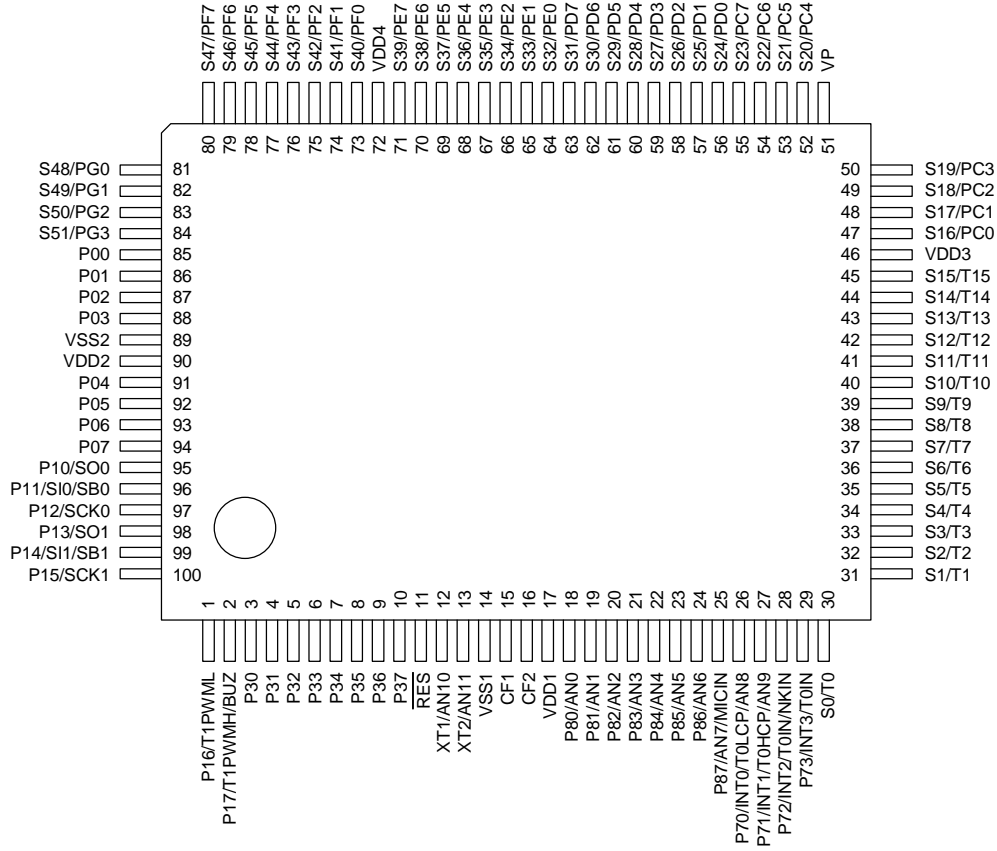 S47/PF7
S46/PF6
S45/PF5
S44/PF4
S43/PF3
S42/PF2
S41/PF1
S40/PF0
VDD4
S39/PE7
S38/PE6
S37/PE5
S36/PE4
S35/PE3
S34/PE2
S33/PE1
S32/PE0
S31/PD7
S30/PD6
S29/PD5
S28/PD4
S27/PD3
S26/PD2
S25/PD1
S24/PD0
S23/PC7
S22/PC6
S21/PC5
S20/PC4
VP
80
79
78
77
76
75
74
73
72
71
70
69
68
67
66
65
64
63
62
61
60
59
58
57
56
55
54
53
52
51
S48/PG0 81
S49/PG1 82
S50/PG2 83
S51/PG3 84
P00 85
P01 86
P02 87
P03 88
VSS2 89
VDD2 90
P04 91
P05 92
P06 93
P07 94
P10/SO0 95
P11/SI0/SB0 96
P12/SCK0 97
P13/SO1 98
P14/SI1/SB1 99
P15/SCK1 100
50 S19/PC3
49 S18/PC2
48 S17/PC1
47 S16/PC0
46 VDD3
45 S15/T15
44 S14/T14
43 S13/T13
42 S12/T12
41 S11/T11
40 S10/T10
39 S9/T9
38 S8/T8
37 S7/T7
36 S6/T6
35 S5/T5
34 S4/T4
33 S3/T3
32 S2/T2
31 S1/T1
1
2
3
4
5
6
7
8
9
10
11
12
13
14
15
16
17
18
19
20
21
22
23
24
25
26
27
28
29
30
P16/T1PWML
P17/T1PWMH/BUZ
P30
P31
P32
P33
P34
P35
P36
P37
RES
XT1/AN10
XT2/AN11
VSS1
CF1
CF2
VDD1
P80/AN0
P81/AN1
P82/AN2
P83/AN3
P84/AN4
P85/AN5
P86/AN6
P87/AN7/MICIN
P70/INT0/T0LCP/AN8
P71/INT1/T0HCP/AN9
P72/INT2/T0IN/NKIN
P73/INT3/T0IN
S0/T0